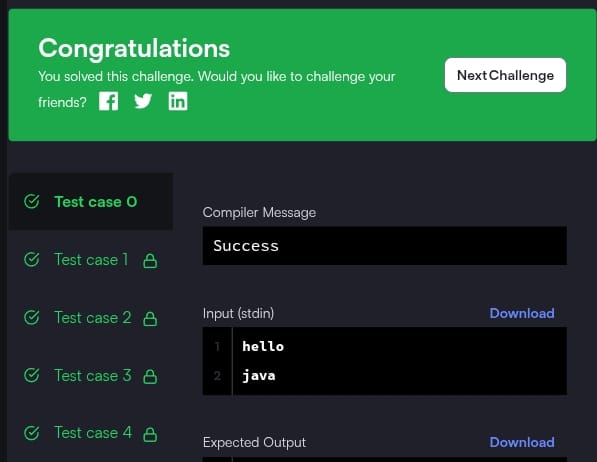 Congratulations
You solved this challenge. Would you like to challenge your
friends?
Next Challenge
Test case 0
Test case 1
Test case 2
Test case 3
Test case 4
Compiler Message
Success
Input (stdin)
Download
1 hello
2 java
Expected Output
Download